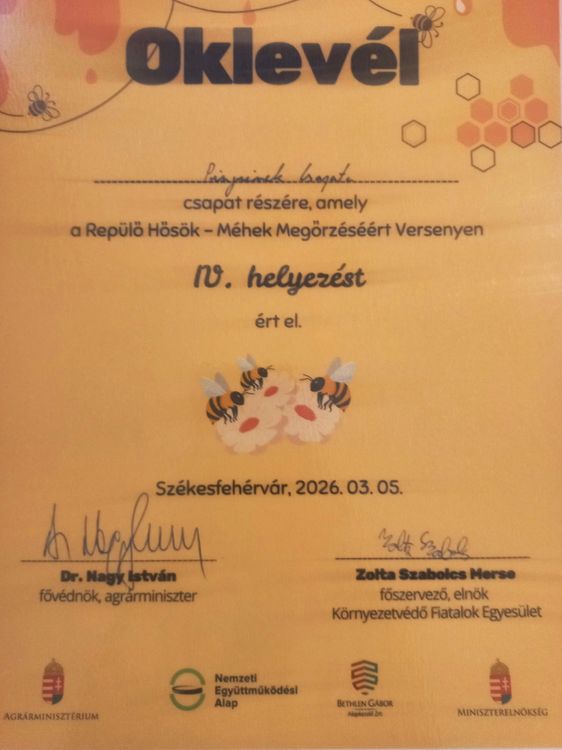 Oklevél
csapat részére, amely
a Repülő Hősök – Méhek Megőrzéséért Versenyen
IV. helyezést
ért el.
Székesfehérvár, 2026. 03. 05.
Dr. Nagy István
fővédnök, agrárminiszter
Zolta Szabolcs
Zolta Szabolcs Merse
főszervező, elnök
Környezetvédő Fiatalok Egyesület
AGRÁRMINISZTÉRIUM
Nemzeti
Együttműködési
Alap
BETHLEN GÁBOR
Alapkezelő Zrt.
MINISZTERELNÖKSÉG